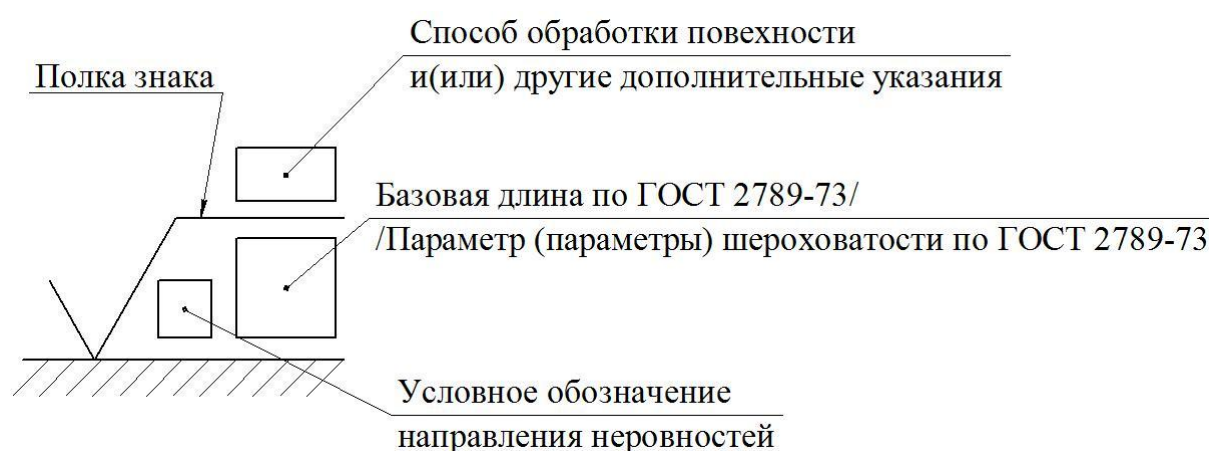 Способ обработки повехности
и(или) другие дополнительные указания
Полка знака
Базовая длина по ГОСТ 2789-73/
/Параметр (параметры) шероховатости по ГОСТ 2789-73
Условное обозначение
направления неровностей